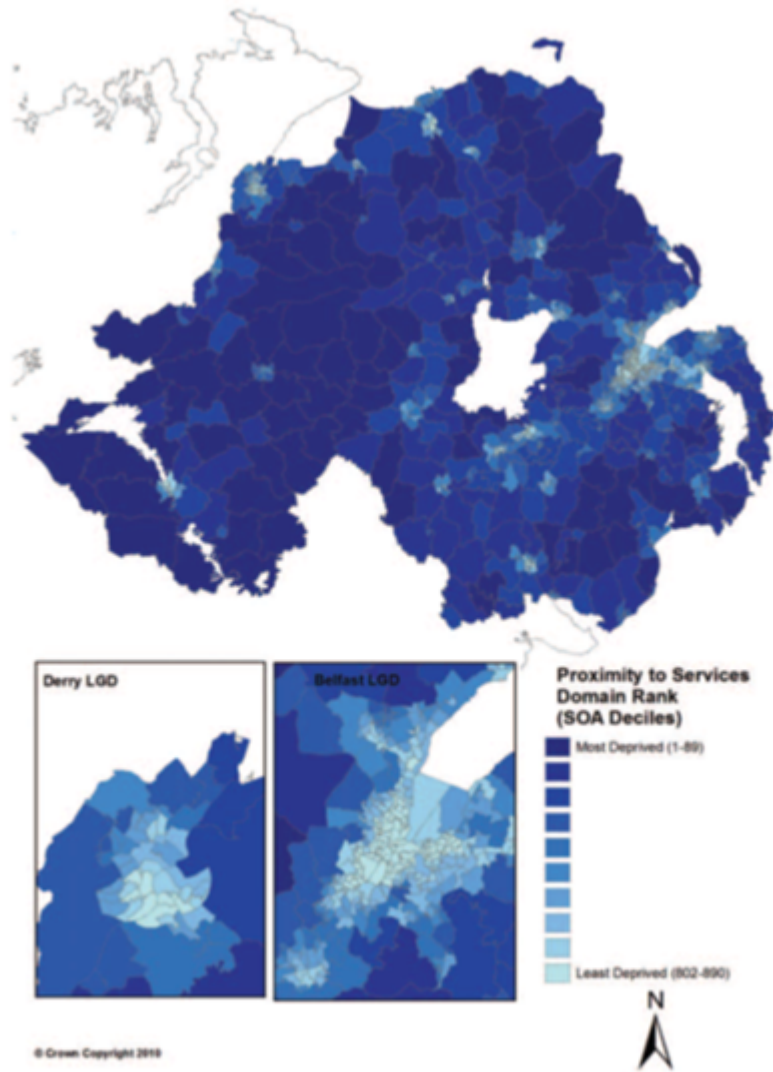 Derry LGD
Belfast LGD
Proximity to Services
Domain Rank
(SOA Deciles)
Most Deprived (1-89)
Least Deprived (802-890)
N
© Crown Copyright 2010